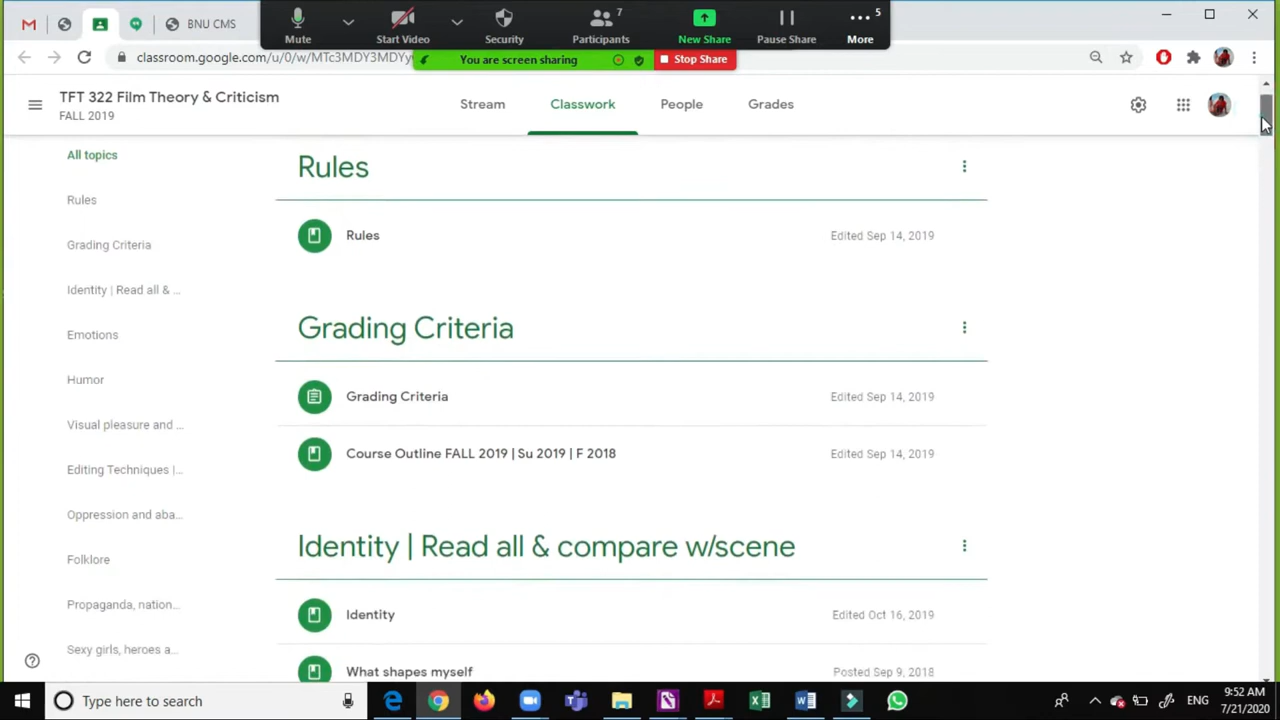 BNU CMS
Mute
Start Video
Security
Participants
7
New Share
Pause Share
More
5
classroom.google.com/u/0/w/MTc3MDY3MDYy
You are screen sharing
Stop Share
TFT 322 Film Theory & Criticism
FALL 2019
Stream
Classwork
People
Grades
All topics
Rules
Grading Criteria
Identity | Read all & ...
Emotions
Humor
Visual pleasure and ...
Editing Techniques |...
Oppression and aba...
Folklore
Propaganda, nation...
Sexy girls, heroes a...
Rules
Rules
Edited Sep 14, 2019
Grading Criteria
Grading Criteria
Edited Sep 14, 2019
Course Outline FALL 2019 | Su 2019 | F 2018
Edited Sep 14, 2019
Identity | Read all & compare w/scene
Identity
Edited Oct 16, 2019
What shapes myself
Posted Sep 9, 2018
Type here to search
ENG
9:52 AM
7/21/2020